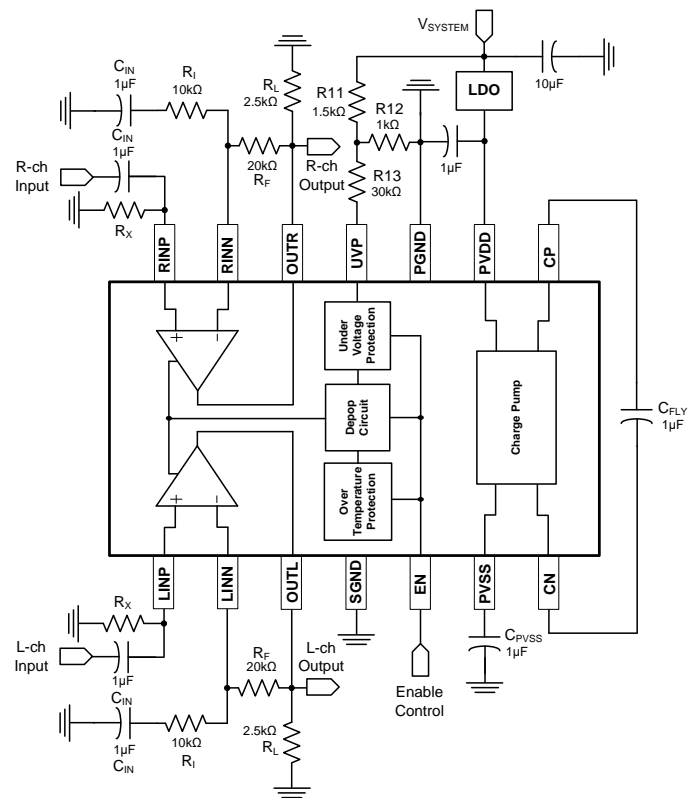 VSYSTEM
CIN
1µF
RI
10kΩ
RL
2.5kΩ
R11
1.5kΩ
R12
1kΩ
LDO
10µF
CIN
1µF
20kΩ
RF
R-ch
Output
R13
30kΩ
1µF
R-ch
Input
RX
RINP
RINN
OUTR
UVP
PGND
PVDD
CP
+
−
Under
Voltage
Protection
Depop
Circuit
Over
Temperature
Protection
Charge Pump
CFLY
1µF
+
−
LINP
LINN
OUTL
SGND
EN
PVSS
CN
RX
L-ch
Input
1µF
RF
20kΩ
L-ch
Output
CPVSS
1µF
Enable
Control
CIN
1µF
CIN
10kΩ
RI
2.5kΩ
RL